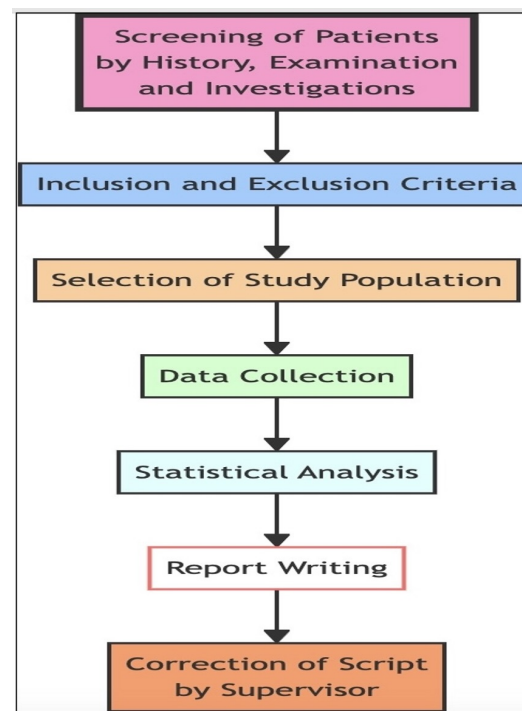 Screening of Patients
by History, Examination
and Investigations
Inclusion and Exclusion Criteria
Selection of Study Population
Data Collection
Statistical Analysis
Report Writing
Correction of Script
by Supervisor